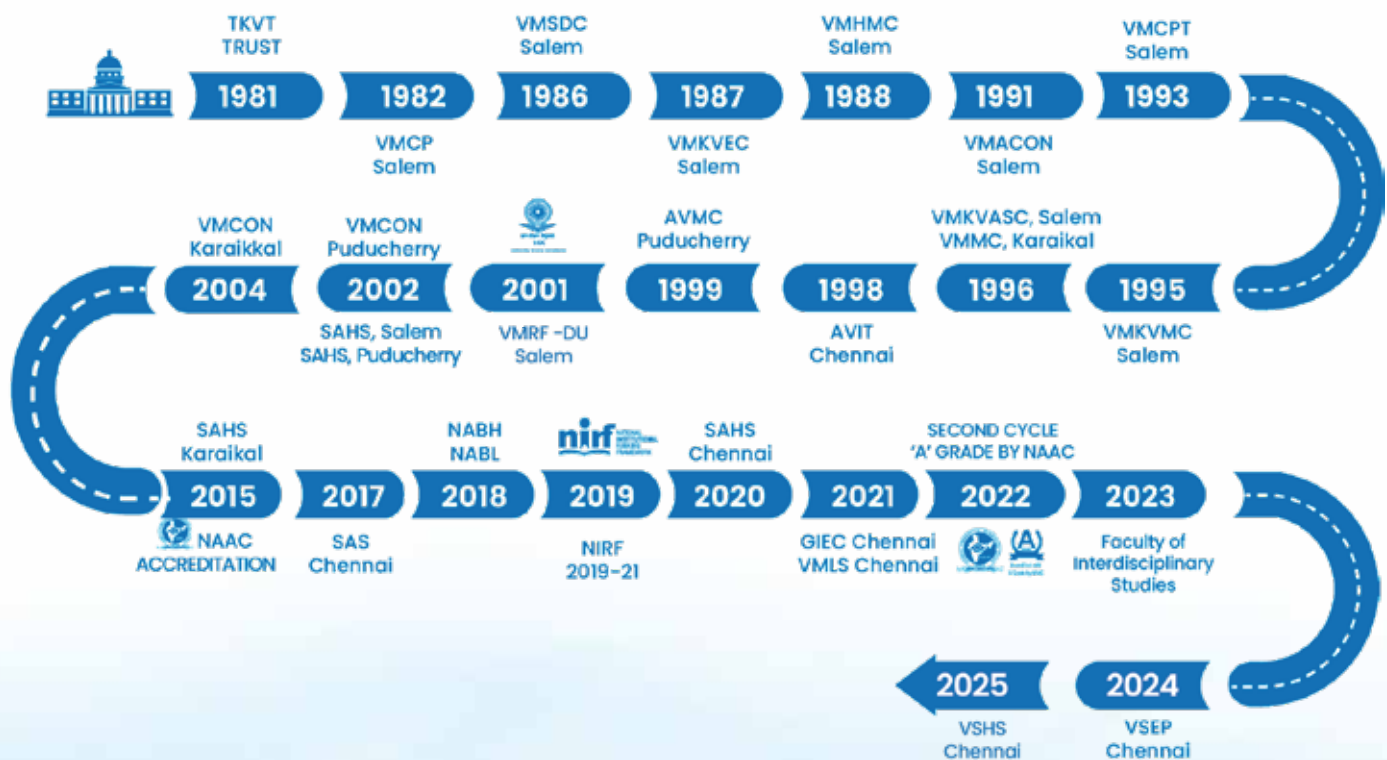 TKVT
TRUST
1981
1982
VMCP
Salem
VMSDC
Salem
1986
1987
VMKVEC
Salem
VMHMC
Salem
1988
1991
VMACON
Salem
VMCPT
Salem
1993
1995
VMKVMC
Salem
VMKVASC, Salem
VMMC, Karaikal
1996
1998
AVIT
Chennai
AVMC
Puducherry
1999
2001
VMRF -DU
Salem
VMCON
Puducherry
2002
SAHS, Salem
SAHS, Puducherry
VMCON
Karaikkal
2004
SAHS
Karaikal
2015
NAAC
ACCREDITATION
2017
SAS
Chennai
NABH
NABL
2018
nirf
NATIONAL
INSTITUTIONAL
RANKING
FRAMEWORK
2019
NIRF
2019-21
SAHS
Chennai
2020
2021
GIEC Chennai
VMLS Chennai
SECOND CYCLE
'A' GRADE BY NAAC
2022
(A)
2023
Faculty of
Interdisciplinary
Studies
2024
VSEP
Chennai
2025
VSHS
Chennai